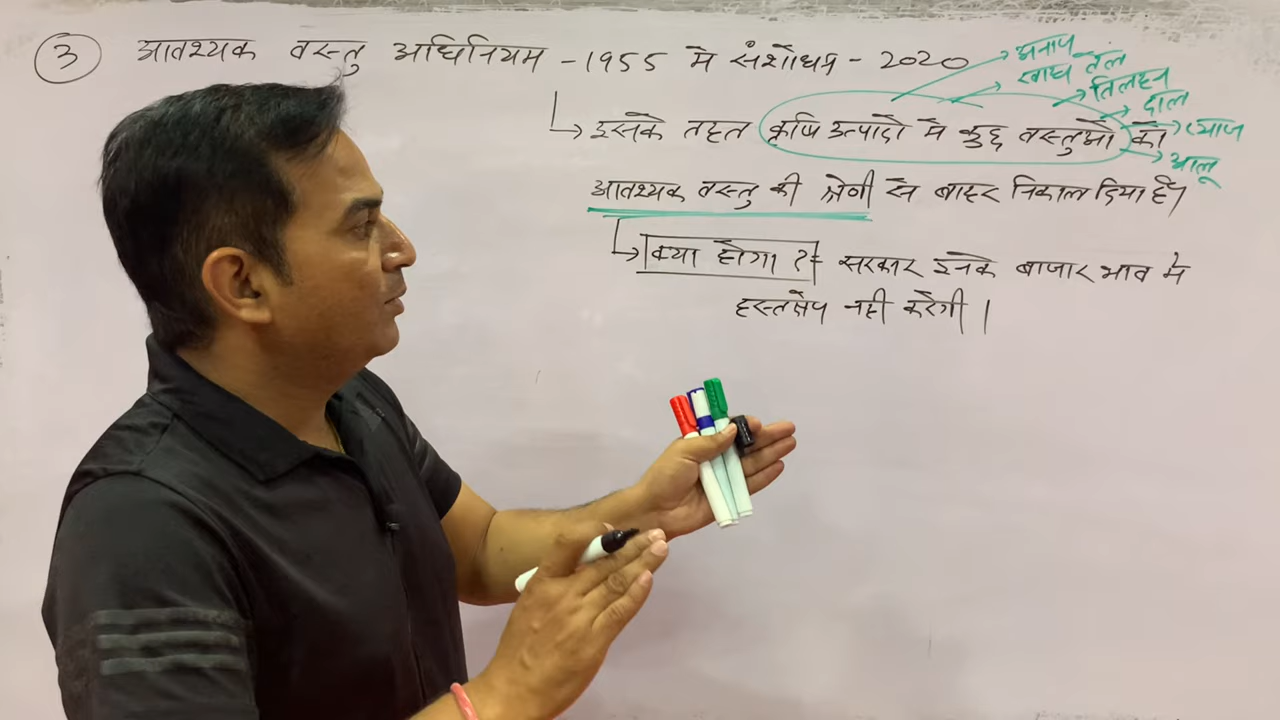 ③ आवश्यक वस्तु अधिनियम - 1955 मे संशोधन - 2020
अनाज
खाद्य तेल
तिलहन
दाल
प्याज
आलू
↳ इसके तहत कृषि उत्पादो मे कुछ वस्तुओ को
आवश्यक वस्तु की श्रेणी से बाहर निकाल दिया है।
↳ क्या होगा ?= सरकार इनके बाजार भाव मे
हस्तक्षेप नही करेगी ।